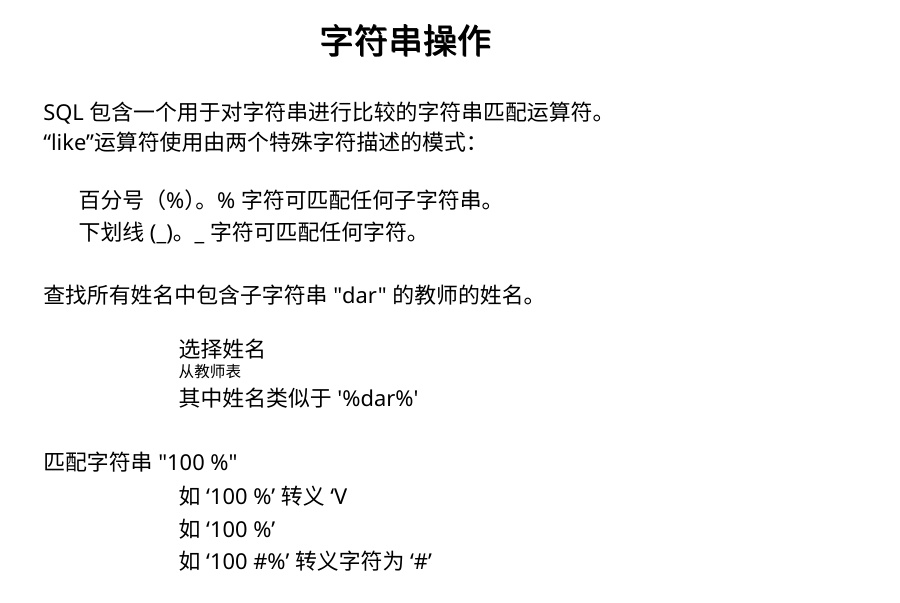 字符串操作
SQL 包含一个用于对字符串进行比较的字符串匹配运算符。
“like”运算符使用由两个特殊字符描述的模式：
百分号（%）。% 字符可匹配任何子字符串。
下划线 (_)。_ 字符可匹配任何字符。
查找所有姓名中包含子字符串 "dar" 的教师的姓名。
选择姓名
从教师表
其中姓名类似于 '%dar%'
匹配字符串 "100 %"
如 ‘100 %’ 转义 ‘V
如 ‘100 %’
如 ‘100 #%’ 转义字符为 ‘#’